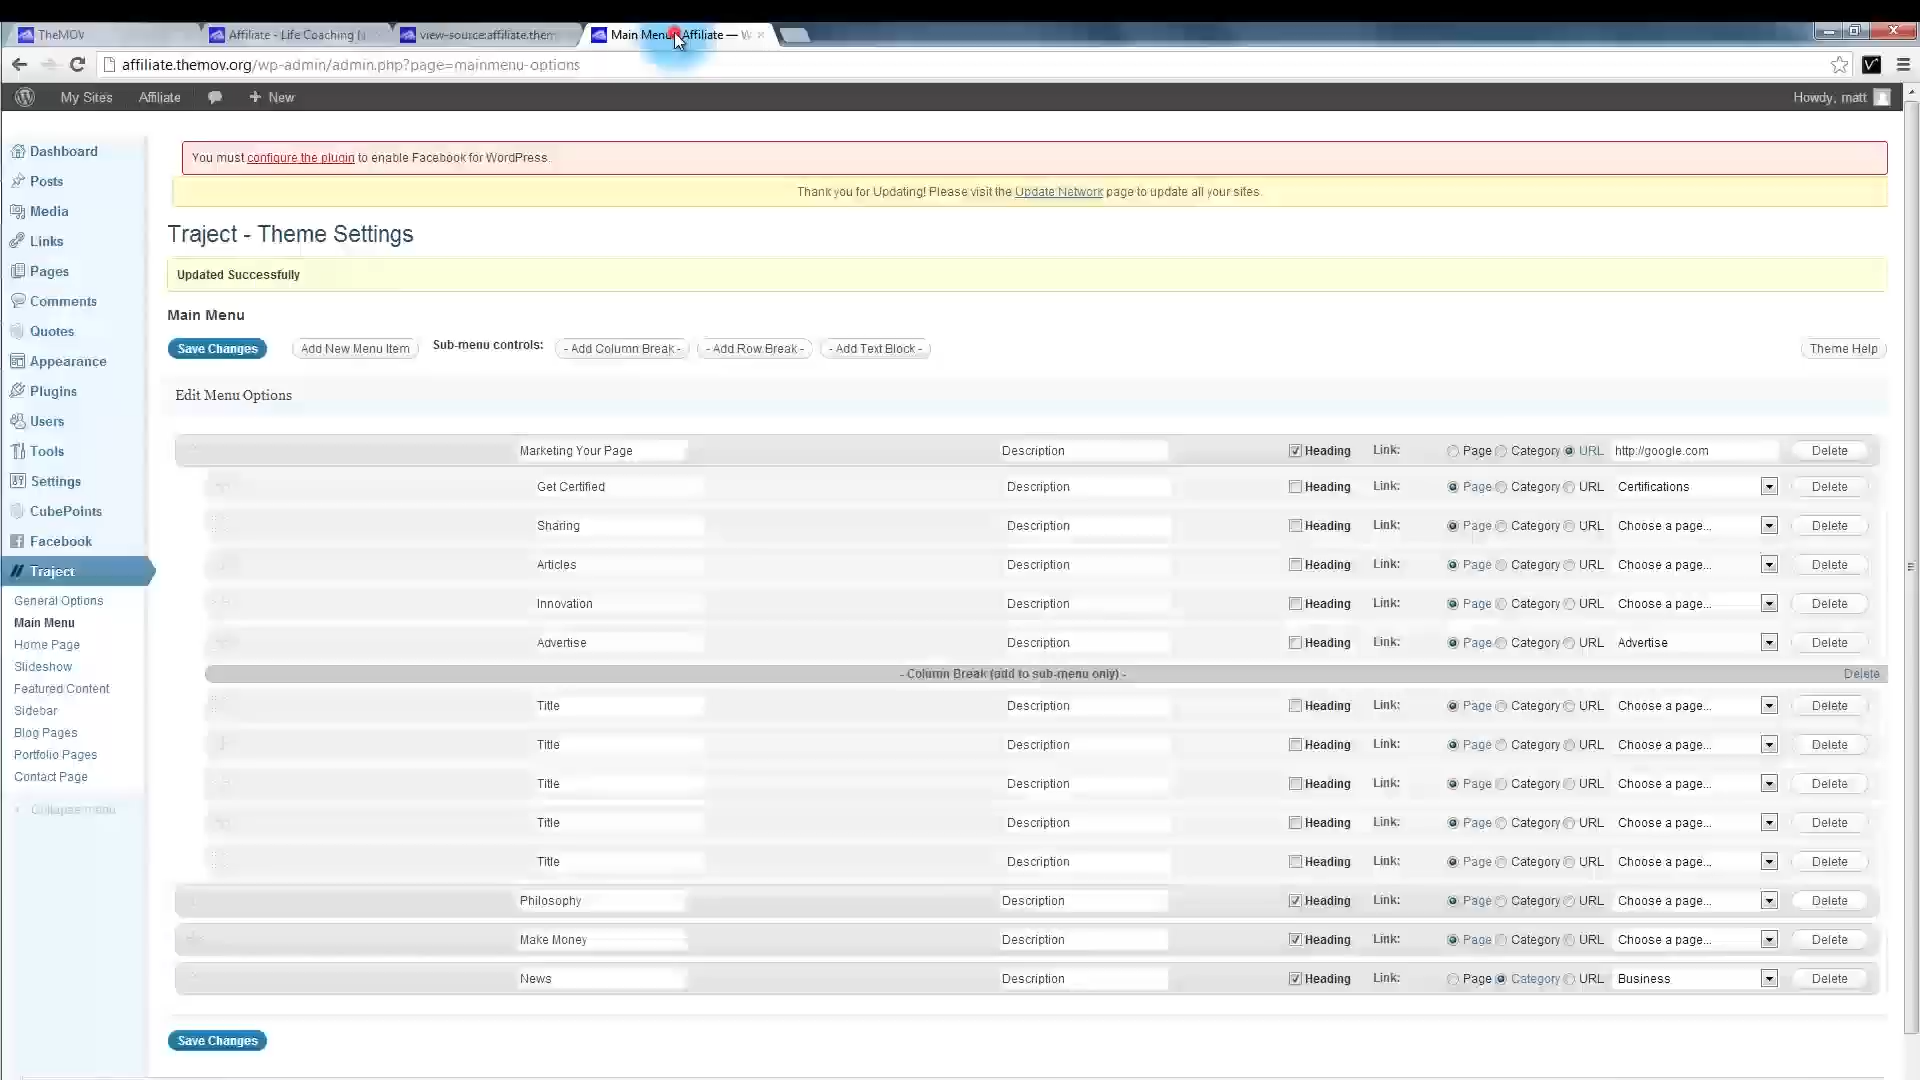 TheMOV
Affiliate - Life Coaching (
view-source:affiliate.them
Main Menu Affiliate — W
affiliate.themov.org/wp-admin/admin.php?page=mainmenu-options
My Sites Affiliate + New Howdy, matt
Dashboard
Posts
Media
Links
Pages
Comments
Quotes
Appearance
Plugins
Users
Tools
Settings
CubePoints
Facebook
Traject
General Options
Main Menu
Home Page
Slideshow
Featured Content
Sidebar
Blog Pages
Portfolio Pages
Contact Page
Collapse menu
You must configure the plugin to enable Facebook for WordPress.
Thank you for Updating! Please visit the Update Network page to update all your sites.
Traject - Theme Settings
Updated Successfully
Main Menu
Save Changes Add New Menu Item Sub-menu controls: - Add Column Break - - Add Row Break - - Add Text Block - Theme Help
Edit Menu Options
Marketing Your Page Description Heading Link: Page Category URL http://google.com Delete
Get Certified Description Heading Link: Page Category URL Certifications Delete
Sharing Description Heading Link: Page Category URL Choose a page... Delete
Articles Description Heading Link: Page Category URL Choose a page... Delete
Innovation Description Heading Link: Page Category URL Choose a page... Delete
Advertise Description Heading Link: Page Category URL Advertise Delete
- Column Break (add to sub-menu only) - Delete
Title Description Heading Link: Page Category URL Choose a page... Delete
Title Description Heading Link: Page Category URL Choose a page... Delete
Title Description Heading Link: Page Category URL Choose a page... Delete
Title Description Heading Link: Page Category URL Choose a page... Delete
Title Description Heading Link: Page Category URL Choose a page... Delete
Philosophy Description Heading Link: Page Category URL Choose a page... Delete
Make Money Description Heading Link: Page Category URL Choose a page... Delete
News Description Heading Link: Page Category URL Business Delete
Save Changes